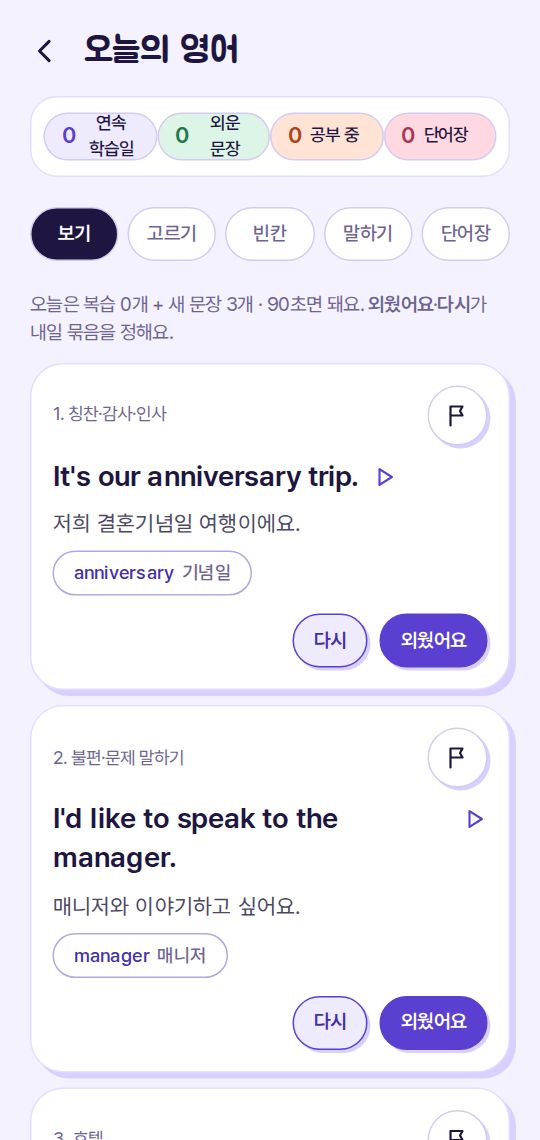 오늘의 영어
0 연속 학습일
0 외운 문장
0 공부 중
0 단어장
보기
고르기
빈칸
말하기
단어장
오늘은 복습 0개 + 새 문장 3개 · 90초면 돼요. 외웠어요·다시가
내일 묶음을 정해요.
1. 칭찬·감사·인사
It's our anniversary trip.
저희 결혼기념일 여행이에요.
anniversary 기념일
다시
외웠어요
2. 불편·문제 말하기
I'd like to speak to the
manager.
매니저와 이야기하고 싶어요.
manager 매니저
다시
외웠어요
3. 호텔